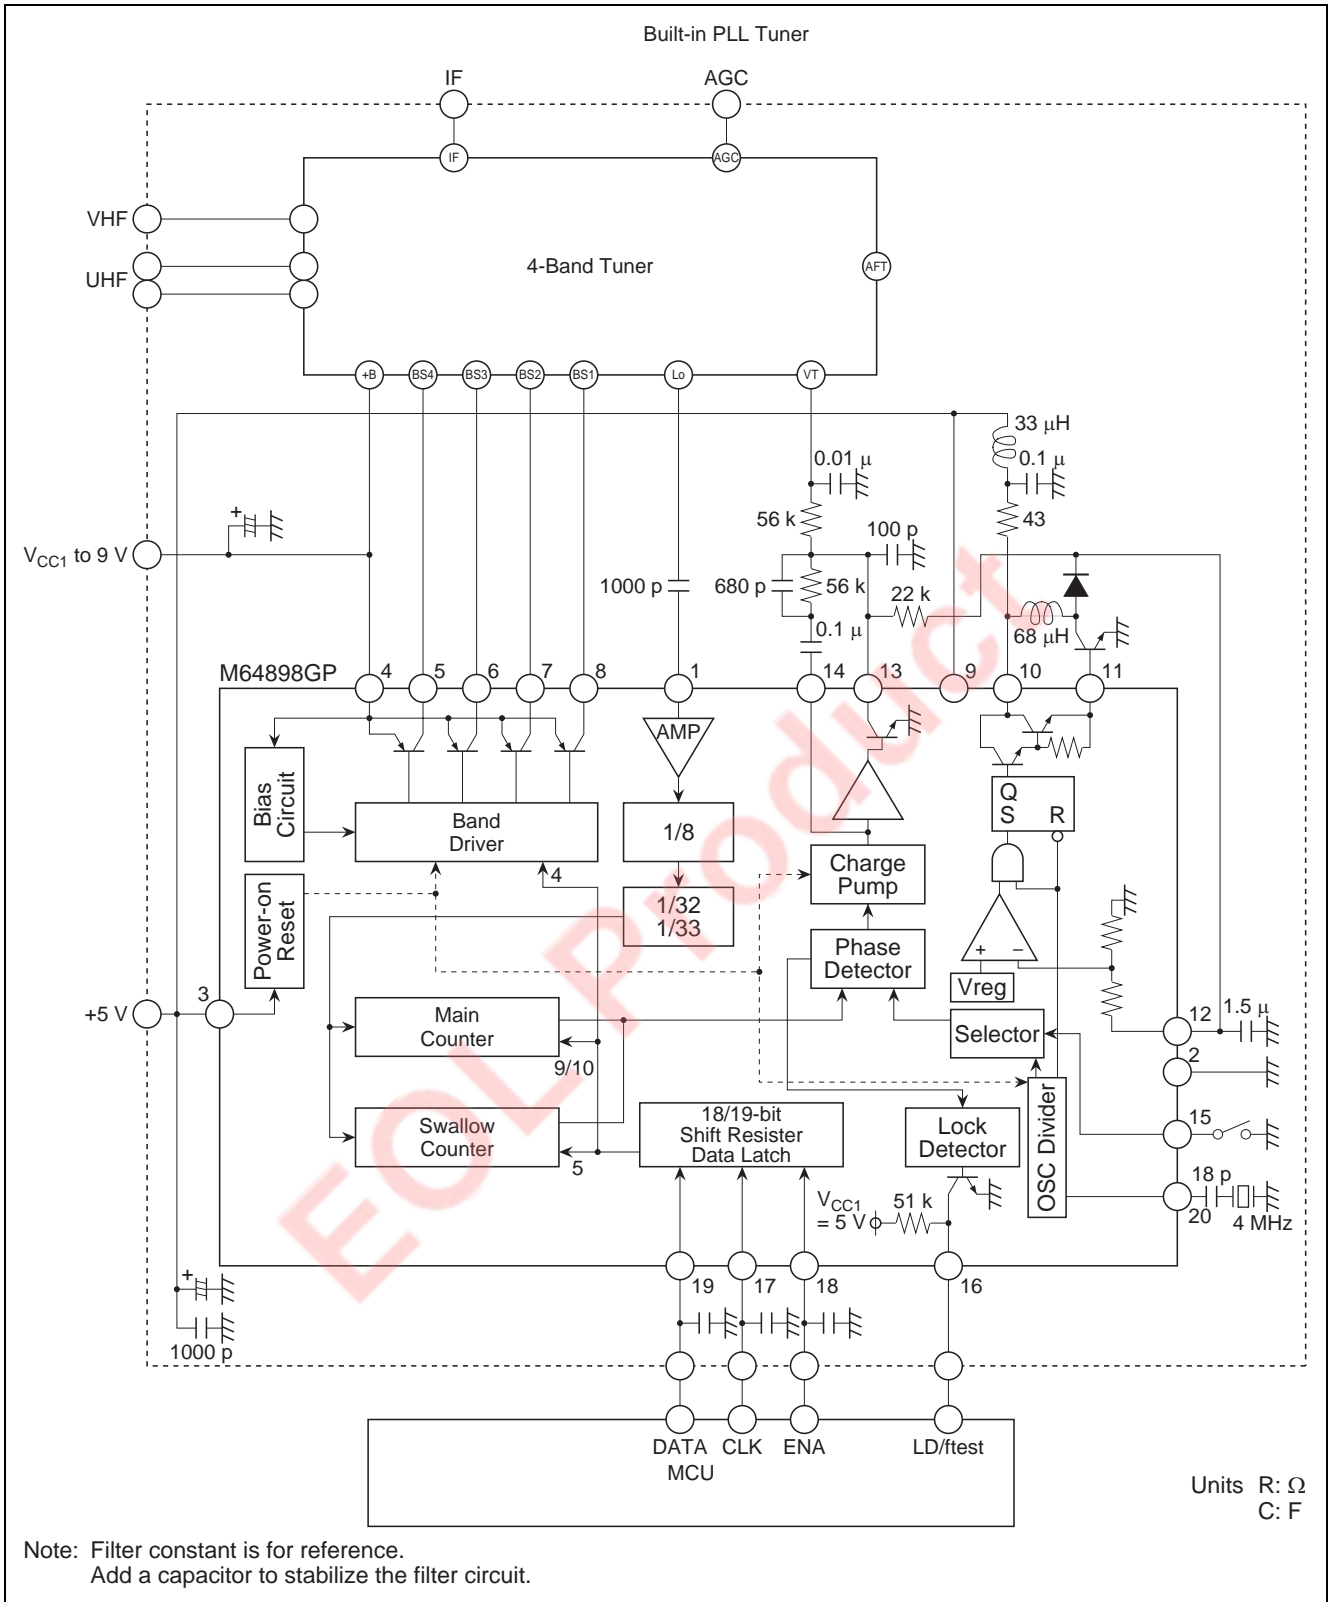 Built-in PLL Tuner
IF
AGC
IF
AGC
VHF
UHF
4-Band Tuner
AFT
+B
BS4
BS3
BS2
BS1
Lo
VT
33 μH
0.01 μ
0.1 μ
56 k
43
100 p
+
VCC1 to 9 V
1000 p
680 p
56 k
22 k
68 μH
0.1 μ
M64898GP
4
5
6
7
8
1
14
13
9
10
11
AMP
Bias
Circuit
Band
Driver
1/8
Q
S
R
4
Charge
Pump
Power-on
Reset
1/32
1/33
Phase
Detector
+
−
Vreg
3
+5 V
Main
Counter
9/10
Selector
12
1.5 μ
2
Swallow
Counter
5
18/19-bit
Shift Resister
Data Latch
Lock
Detector
OSC Divider
15
18 p
20
4 MHz
VCC1
= 5 V
51 k
19
17
18
16
+
1000 p
DATA
CLK
ENA
LD/ftest
MCU
Units R: Ω
C: F
Note: Filter constant is for reference.
Add a capacitor to stabilize the filter circuit.
EOL Product